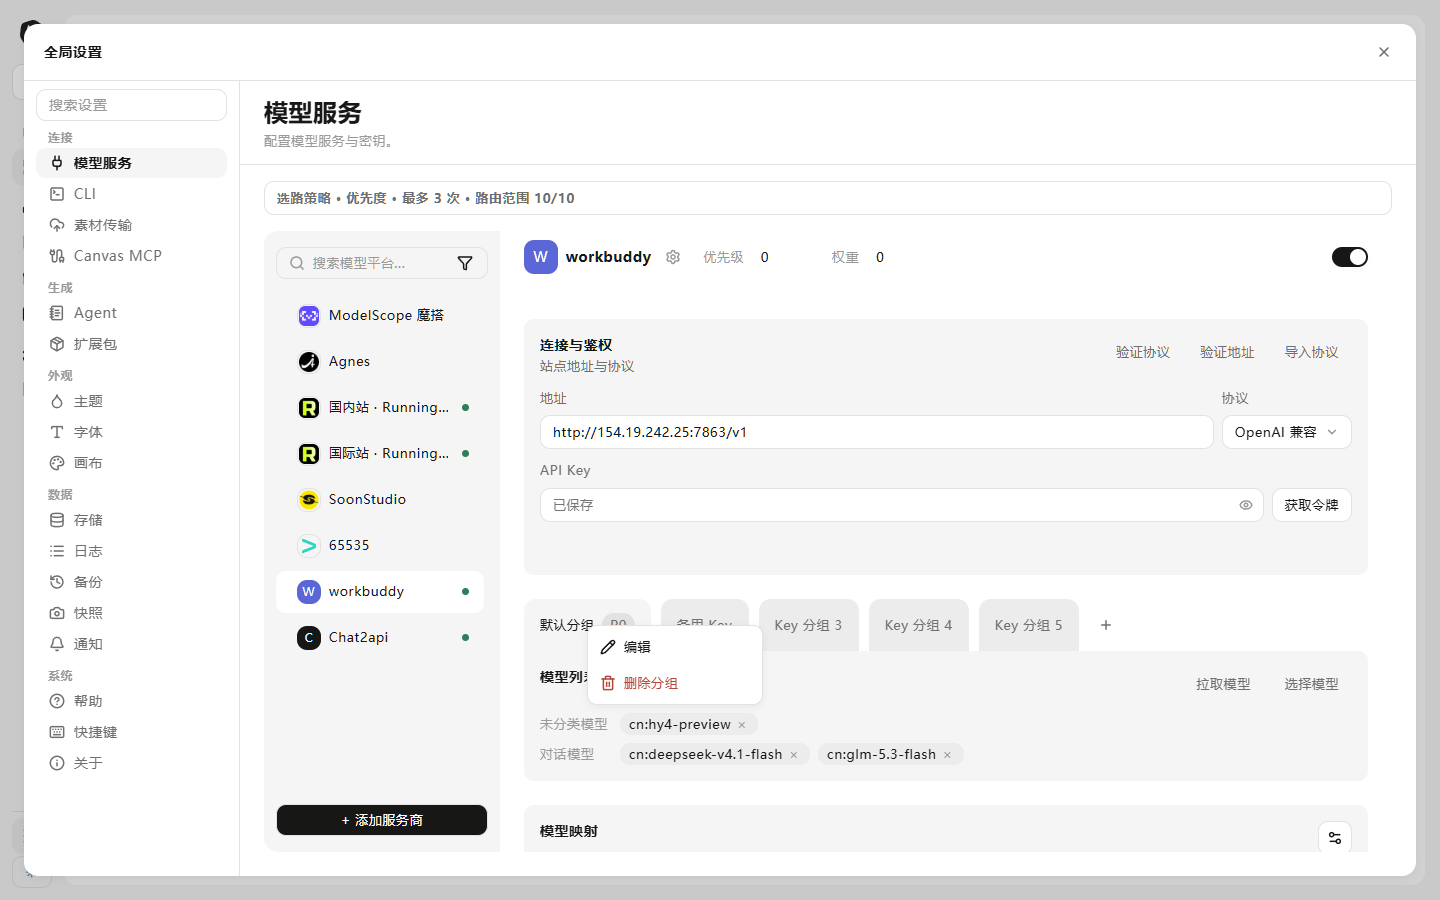 全局设置
搜索设置
连接
模型服务
CLI
素材传输
Canvas MCP
生成
Agent
扩展包
外观
主题
字体
画布
数据
存储
日志
备份
快照
通知
系统
帮助
快捷键
关于
模型服务
配置模型服务与密钥。
选路策略 • 优先度 • 最多 3 次 • 路由范围 10/10
搜索模型平台...
ModelScope 魔搭
Agnes
国内站 · Running...
国际站 · Running...
SoonStudio
65535
W workbuddy
C Chat2api
+ 添加服务商
W workbuddy 优先级 0 权重 0
连接与鉴权
站点地址与协议
验证协议 验证地址 导入协议
地址 协议
http://154.19.242.25:7863/v1 OpenAI 兼容
API Key
已保存 获取令牌
默认分组 Key 分组 3 Key 分组 4 Key 分组 5 +
编辑
删除分组
模型列 拉取模型 选择模型
未分类模型 cn:hy4-preview ×
对话模型 cn:deepseek-v4.1-flash × cn:glm-5.3-flash ×
模型映射